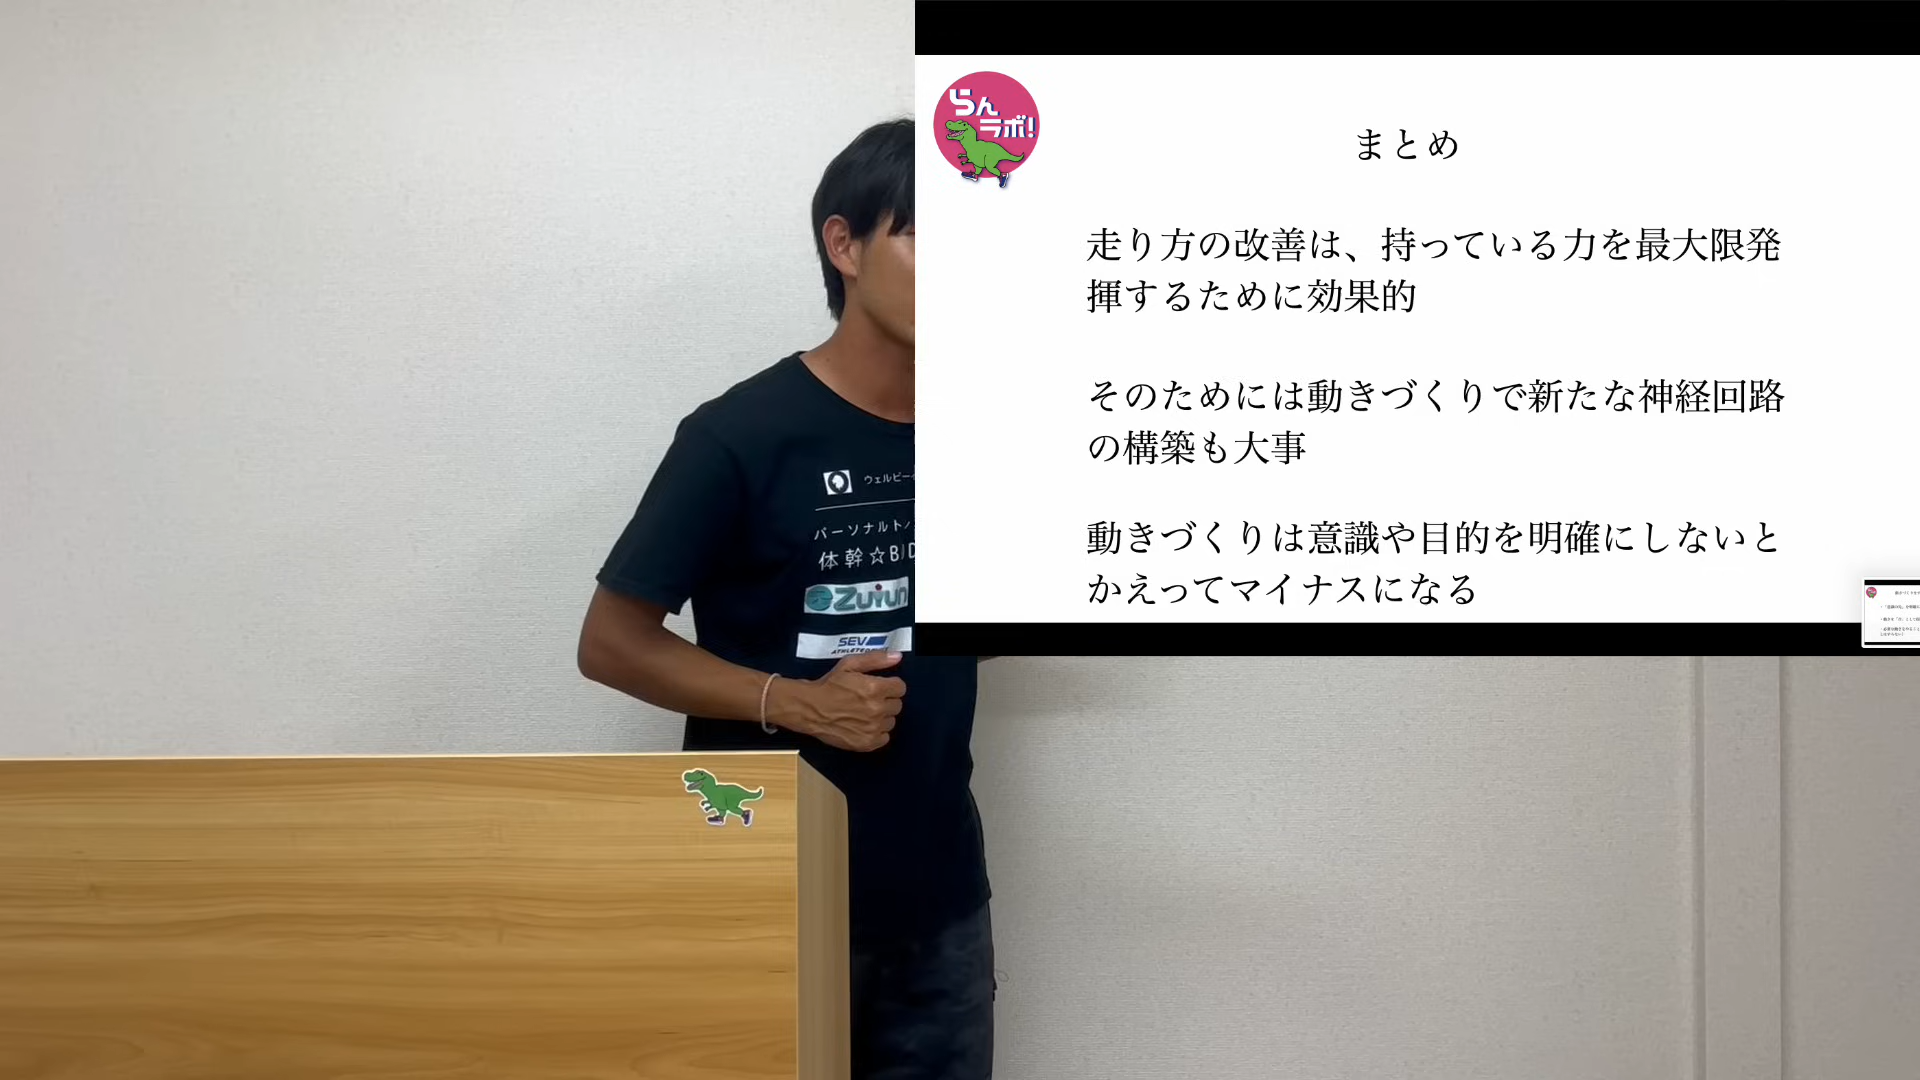 らん
ラボ!
まとめ
走り方の改善は、持っている力を最大限発
揮するために効果的
そのためには動きづくりで新たな神経回路
の構築も大事
動きづくりは意識や目的を明確にしないと
かえってマイナスになる
ウェルビー
パーソナルト
体幹☆BOD
Zuiun
SEV
ATHLETE